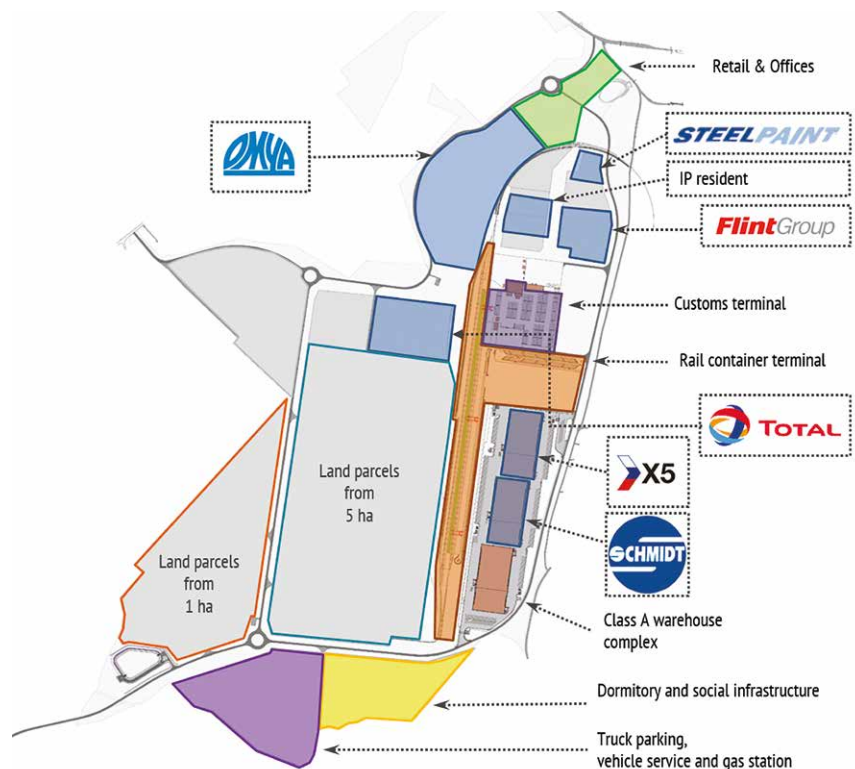 Retail & Offices
OMYA
STEELPAINT
IP resident
FlintGroup
Customs terminal
Rail container terminal
TOTAL
X5
SCHMIDT
Land parcels
from
5 ha
Land parcels
from
1 ha
Class A warehouse
complex
Dormitory and social infrastructure
Truck parking,
vehicle service and gas station